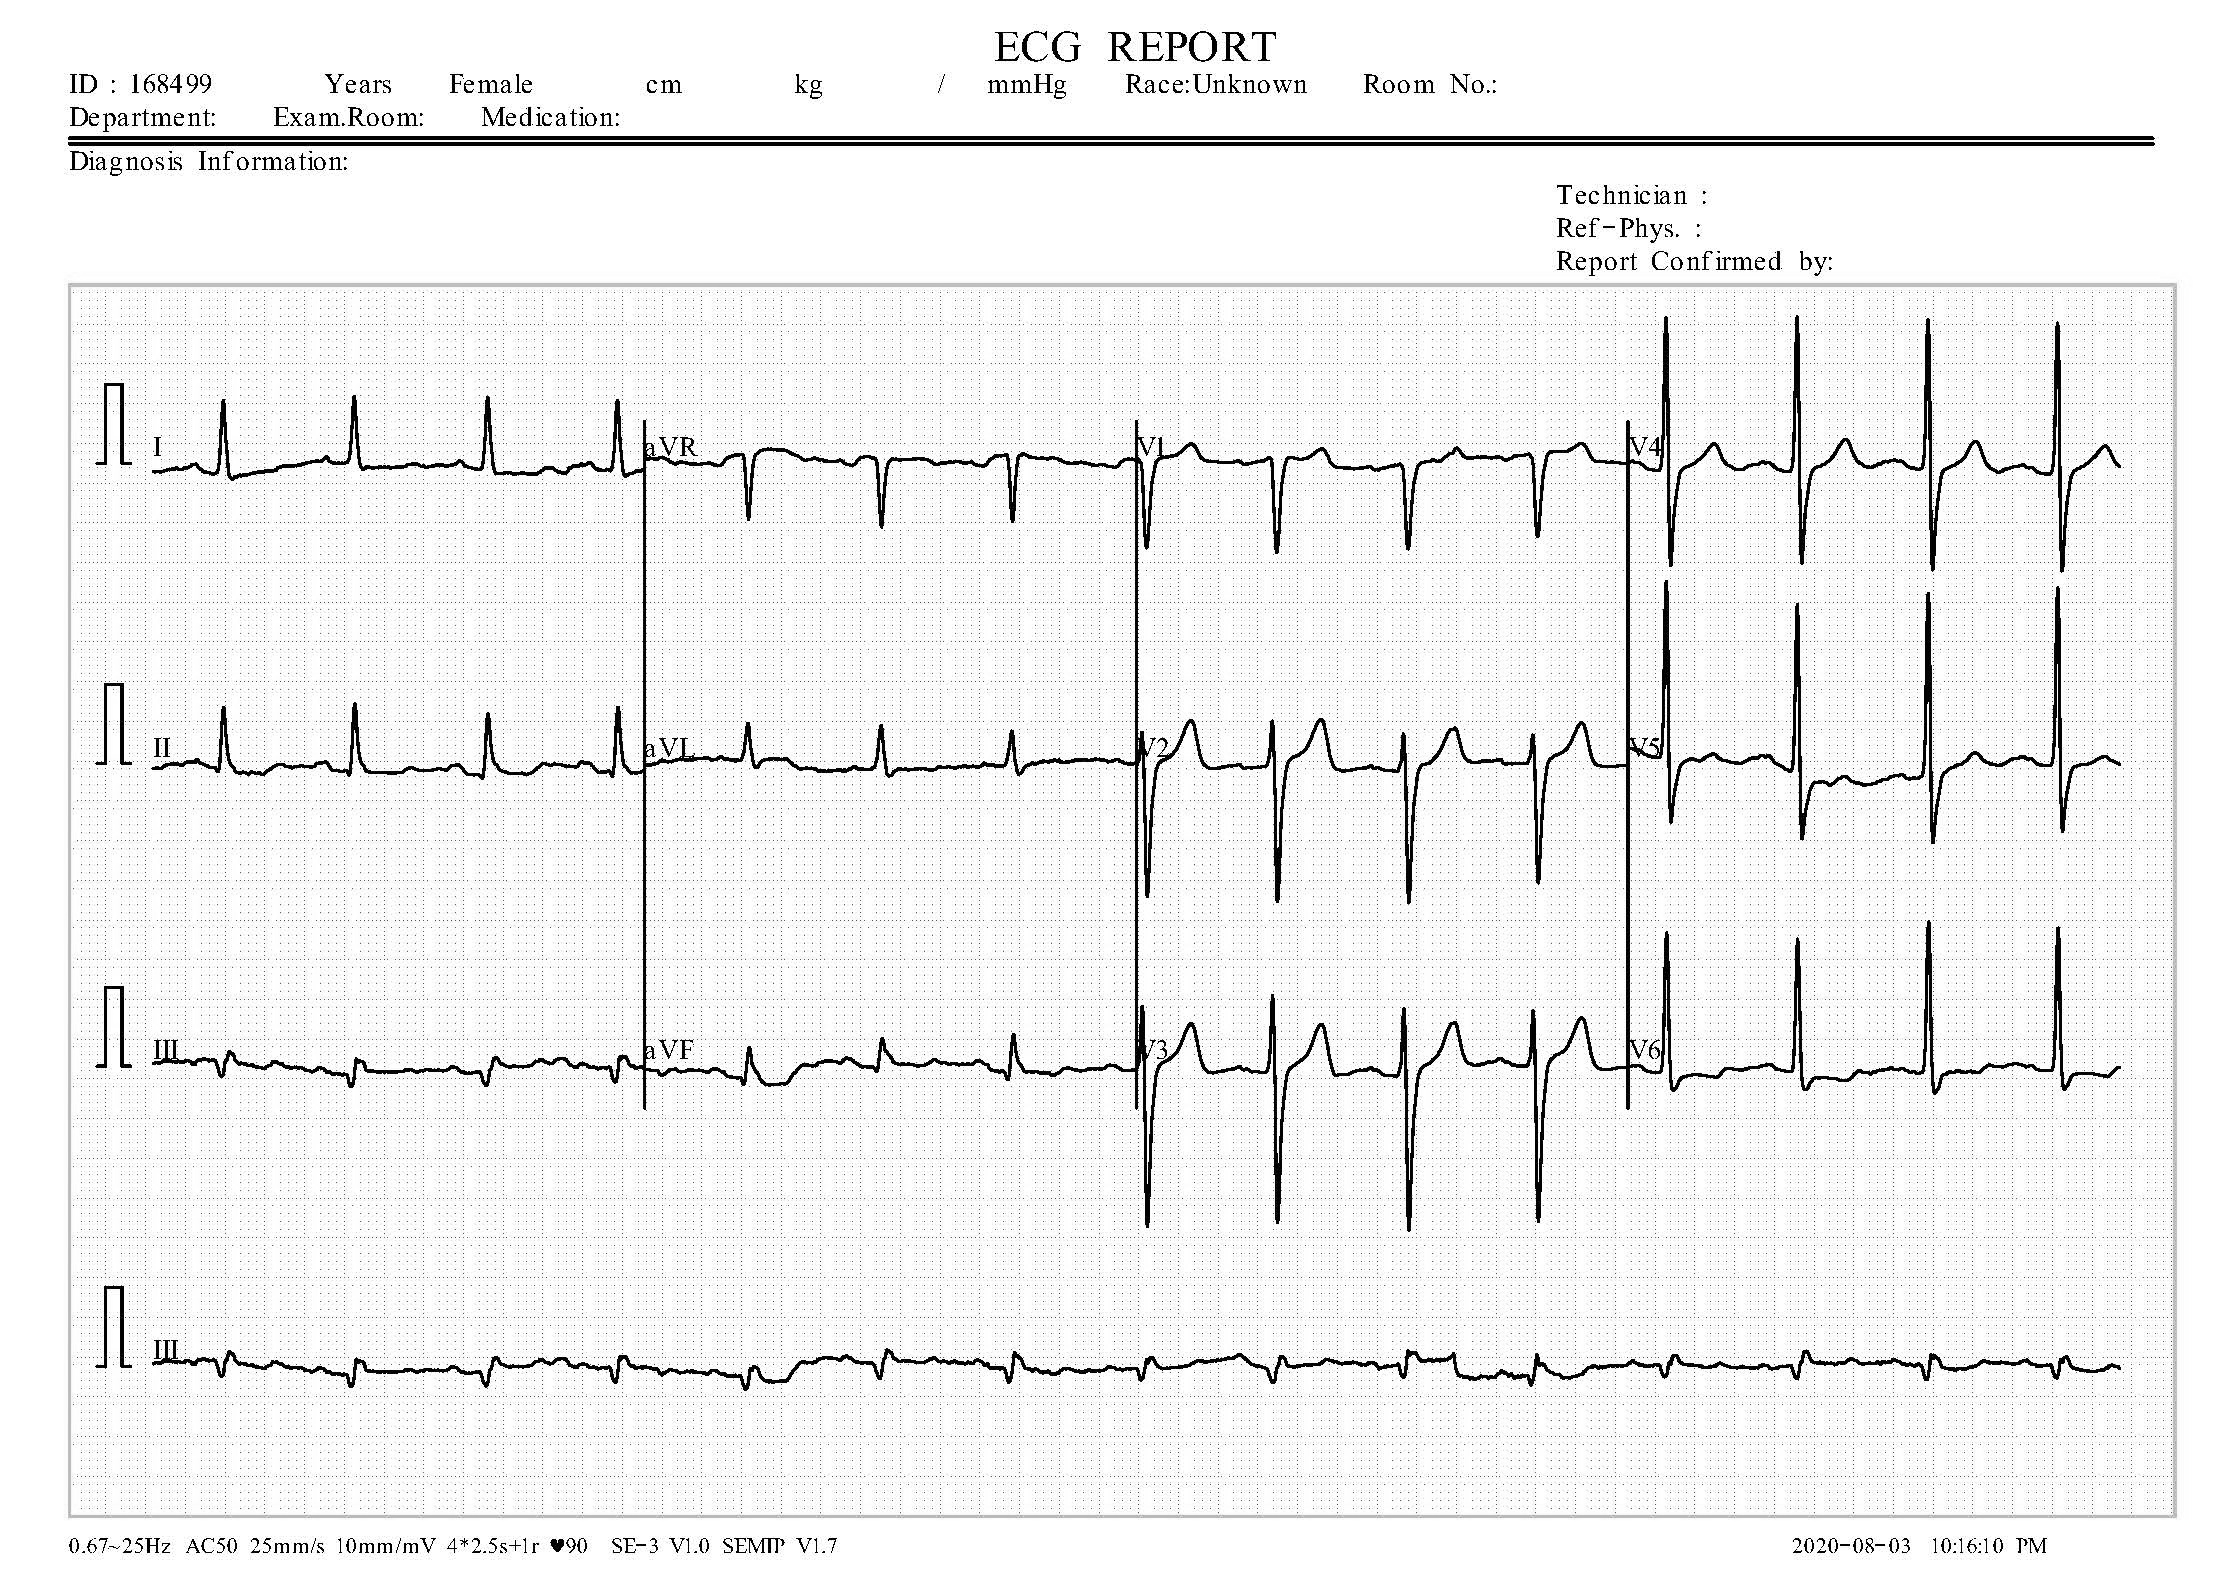 ECG REPORT
ID : 168499 Years Female cm kg / mmHg Race:Unknown Room No.:
Department: Exam.Room: Medication:
Diagnosis Information:
Technician :
Ref-Phys. :
Report Confirmed by:
I aVR V1 V4
II aVL V2 V5
III aVF V3 V6
III
0.67~25Hz AC50 25mm/s 10mm/mV 4*2.5s+1r ♥90 SE-3 V1.0 SEMIP V1.7 2020-08-03 10:16:10 PM